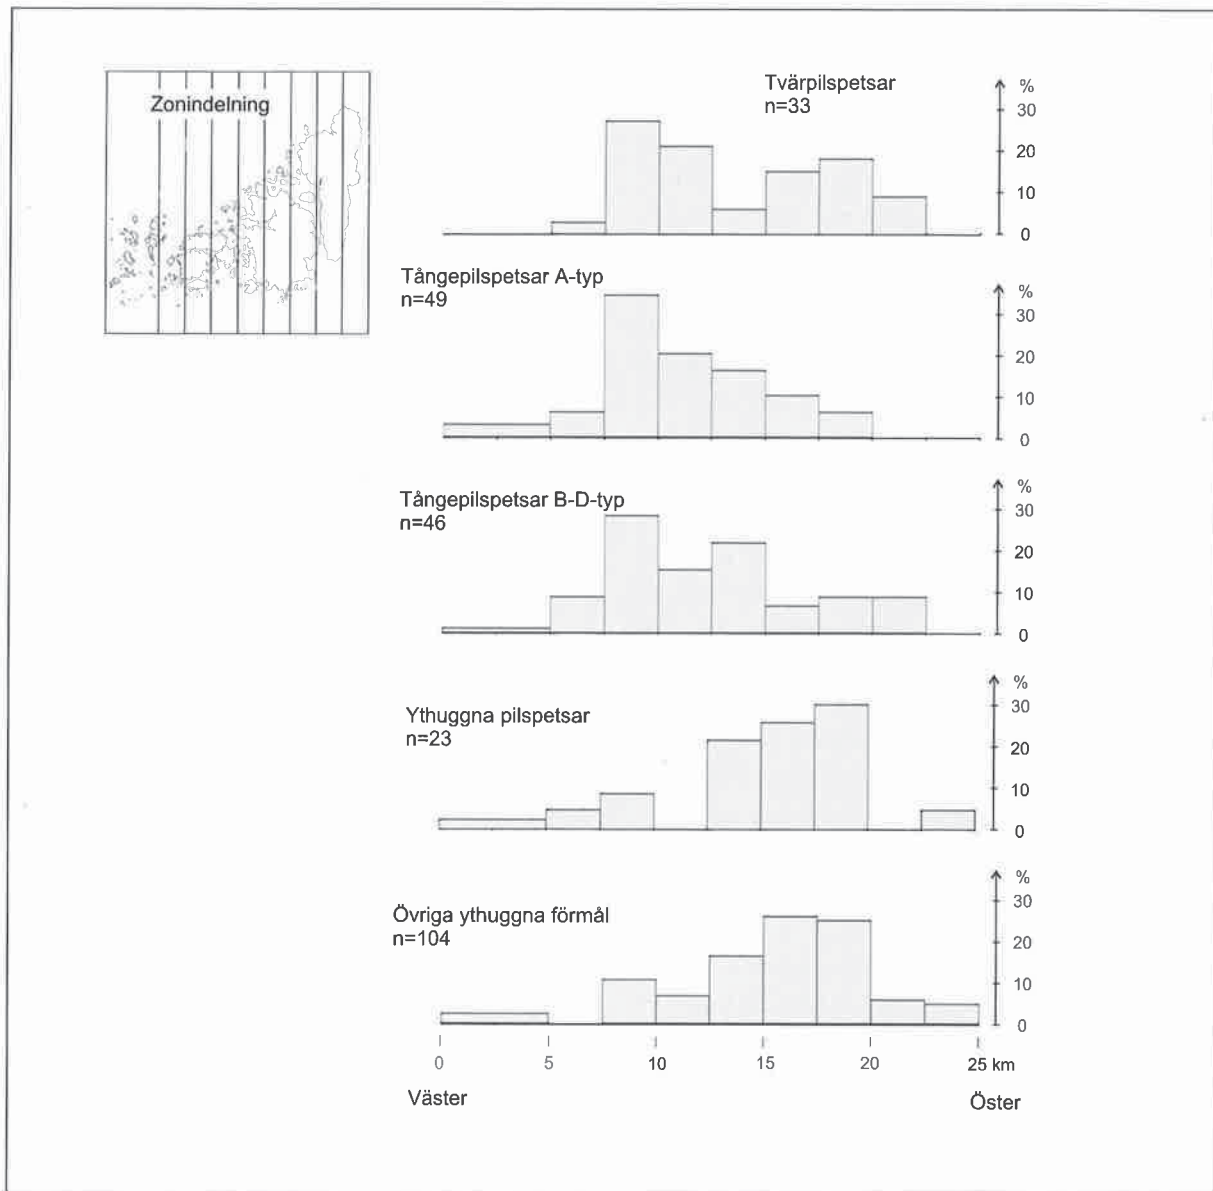 Zonindelning
Tvärpilspetsar
n=33
%
30
20
10
0
Tångepilspetsar A-typ
n=49
%
30
20
10
0
Tångepilspetsar B-D-typ
n=46
%
30
20
10
0
Ythuggna pilspetsar
n=23
%
30
20
10
0
Övriga ythuggna förmål
n=104
%
30
20
10
0
0 5 10 15 20 25 km
Väster Öster